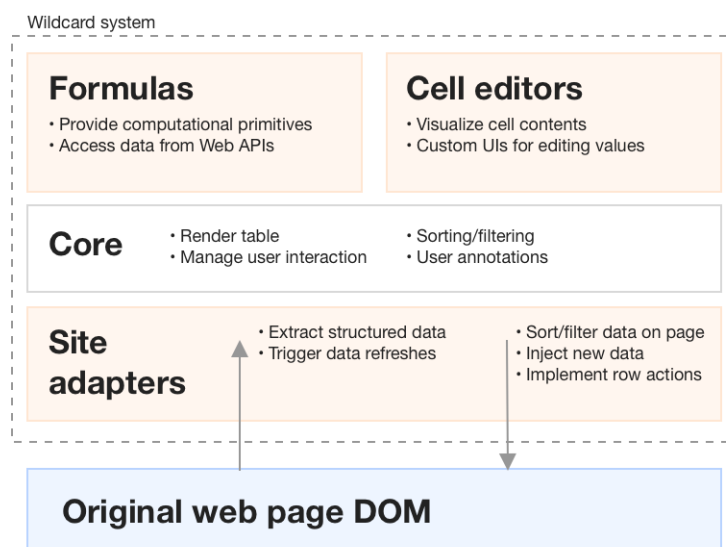 Wildcard system
Formulas
• Provide computational primitives
• Access data from Web APIs
Cell editors
• Visualize cell contents
• Custom UIs for editing values
Core
• Render table
• Manage user interaction
• Sorting/filtering
• User annotations
Site
adapters
• Extract structured data
• Trigger data refreshes
• Sort/filter data on page
• Inject new data
• Implement row actions
Original web page DOM